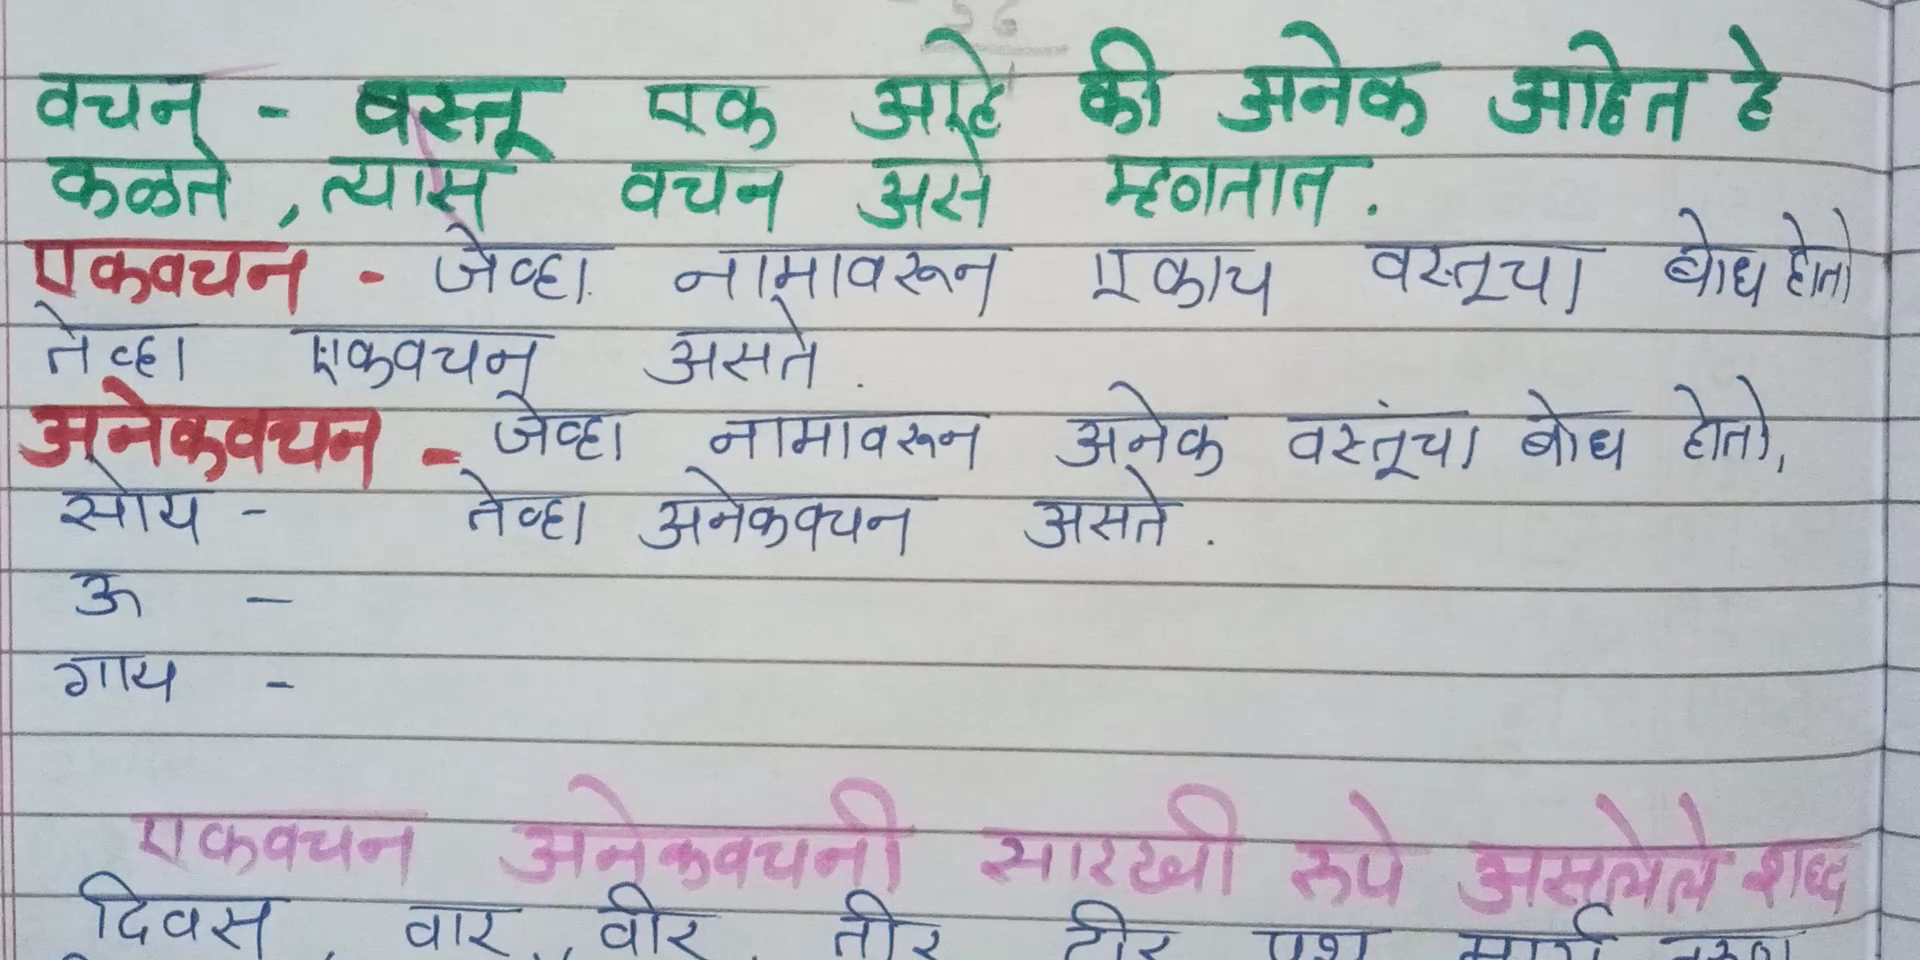 वचन - वस्तू एक आहे की अनेक आहेत हे
कळते , त्यास वचन असे म्हणतात .
एकवचन - जेव्हा नामावरून एकाच वस्तूचा बोध होतो
तेव्हा एकवचन असते .
अनेकवचन - जेव्हा नामावरून अनेक वस्तूंचा बोध होतो,
सोय - तेव्हा अनेकवचन असते .
ऊ -
गाय -
एकवचन अनेकवचनी सारखी रुपे असलेले शब्द
दिवस , वार , वीर , तीर